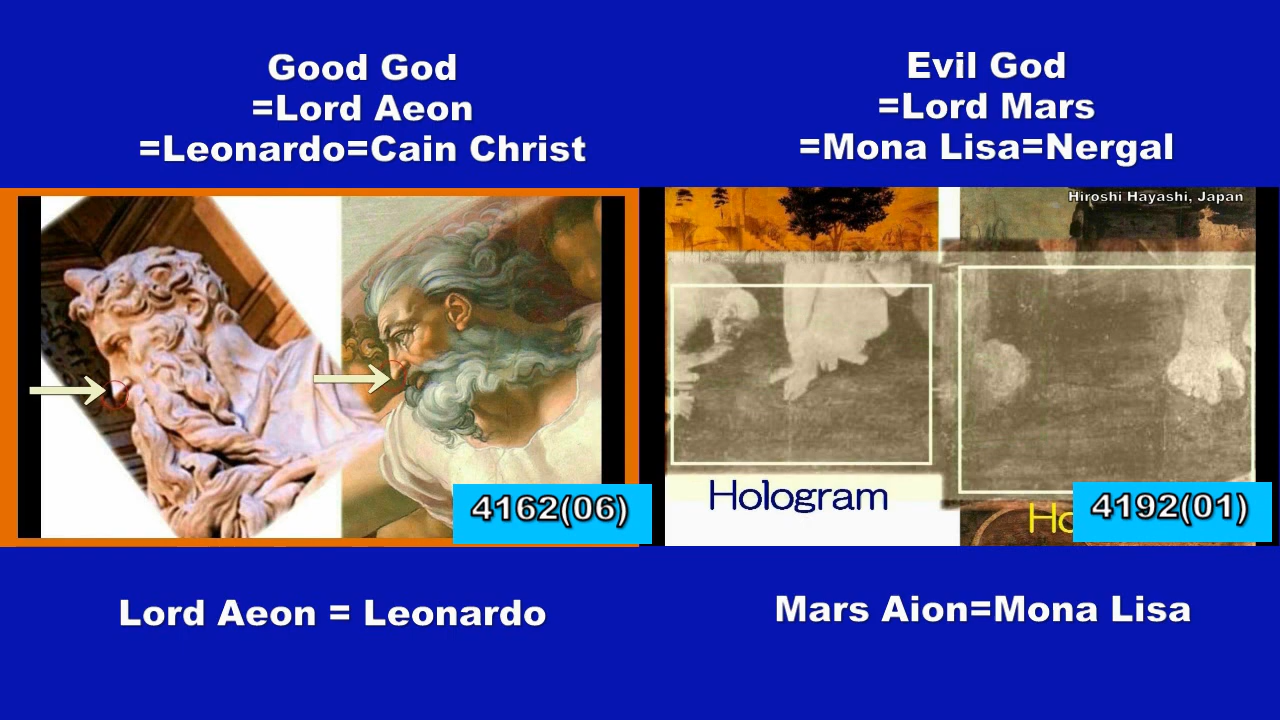 Good God
=Lord Aeon
=Leonardo=Cain Christ
Evil God
=Lord Mars
=Mona Lisa=Nergal
Hiroshi Hayashi, Japan
4162(06)
Hologram
Ho
4192(01)
Lord Aeon = Leonardo
Mars Aion=Mona Lisa